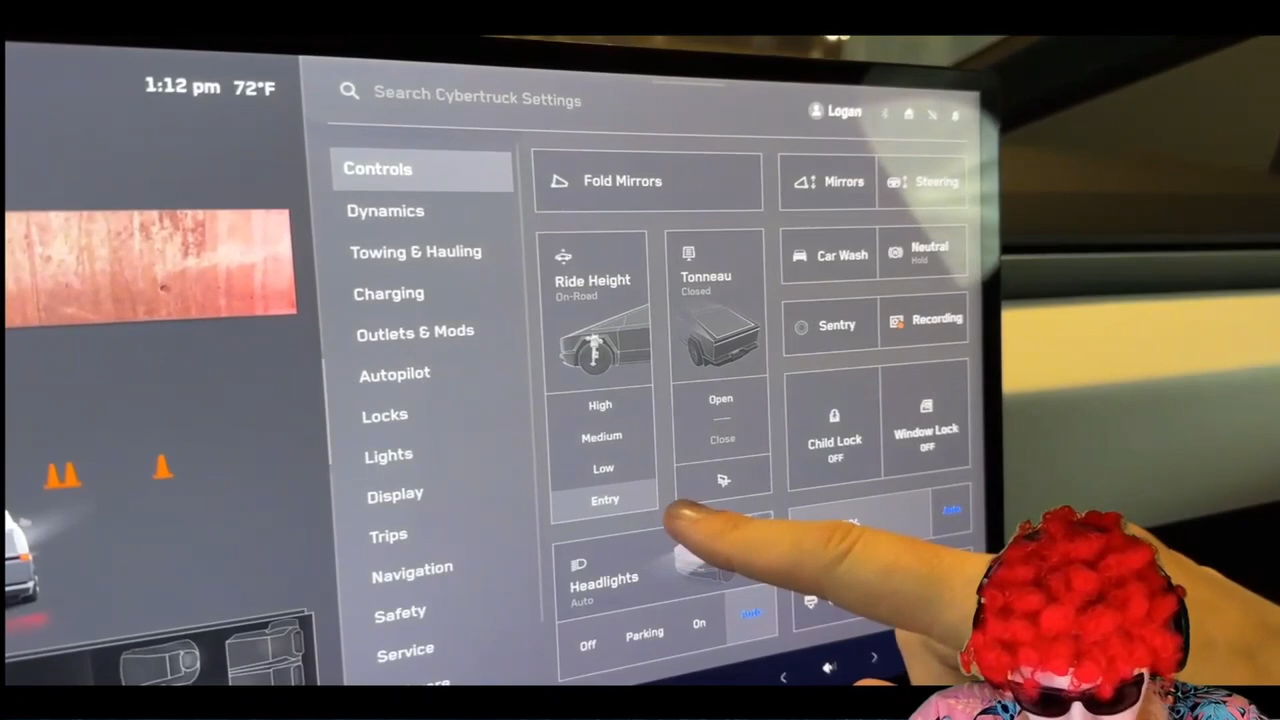 1:12 pm 72°F
Search Cybertruck Settings
Logan
Controls
Dynamics
Towing & Hauling
Charging
Outlets & Mods
Autopilot
Locks
Lights
Display
Trips
Navigation
Safety
Service
Fold Mirrors
Mirrors
Steering
Ride Height
On-Road
High
Medium
Low
Entry
Tonneau
Closed
Open
Close
Car Wash
Neutral
Hold
Sentry
Recording
Child Lock
OFF
Window Lock
OFF
Auto
Headlights
Auto
Off
Parking
On
Auto